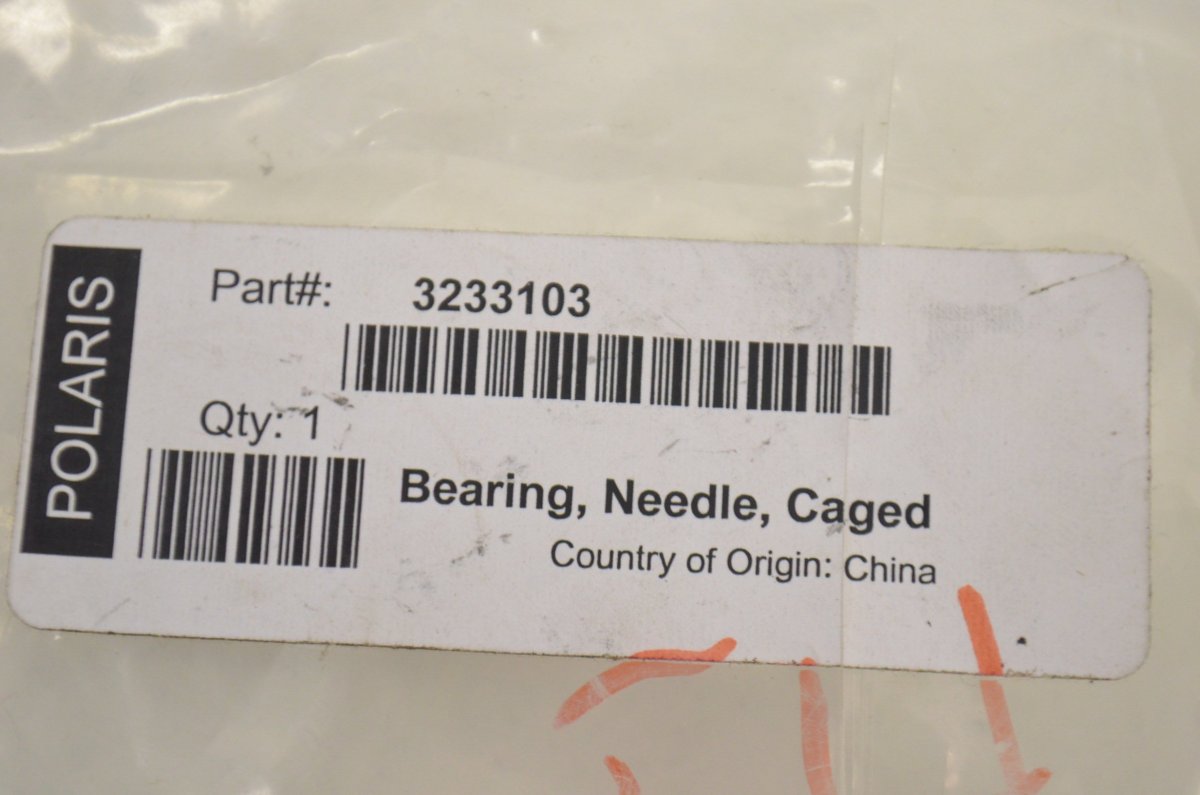 POLARIS
Part#: 3233103
Qty: 1
Bearing, Needle, Caged
Country of Origin: China